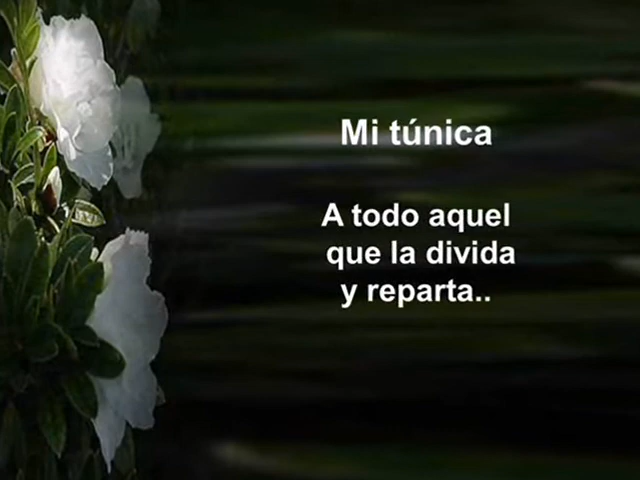 Mi túnica
A todo aquel
que la divida
y reparta..